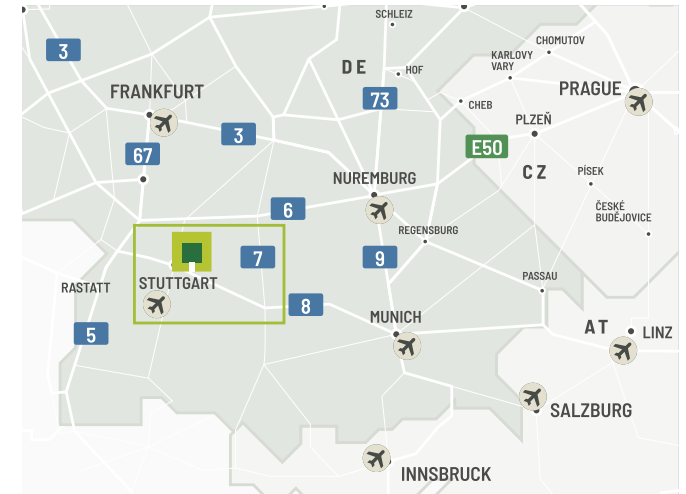 SCHLEIZ
CHOMUTOV
3
KARLOVY
VARY
DE
HOF
FRANKFURT
73
PRAGUE
CHEB
PLZEŇ
3
E50
67
CZ
PÍSEK
NUREMBURG
6
ČESKÉ
BUDĚJOVICE
REGENSBURG
7
9
PASSAU
STUTTGART
RASTATT
8
MUNICH
AT
LINZ
5
SALZBURG
INNSBRUCK